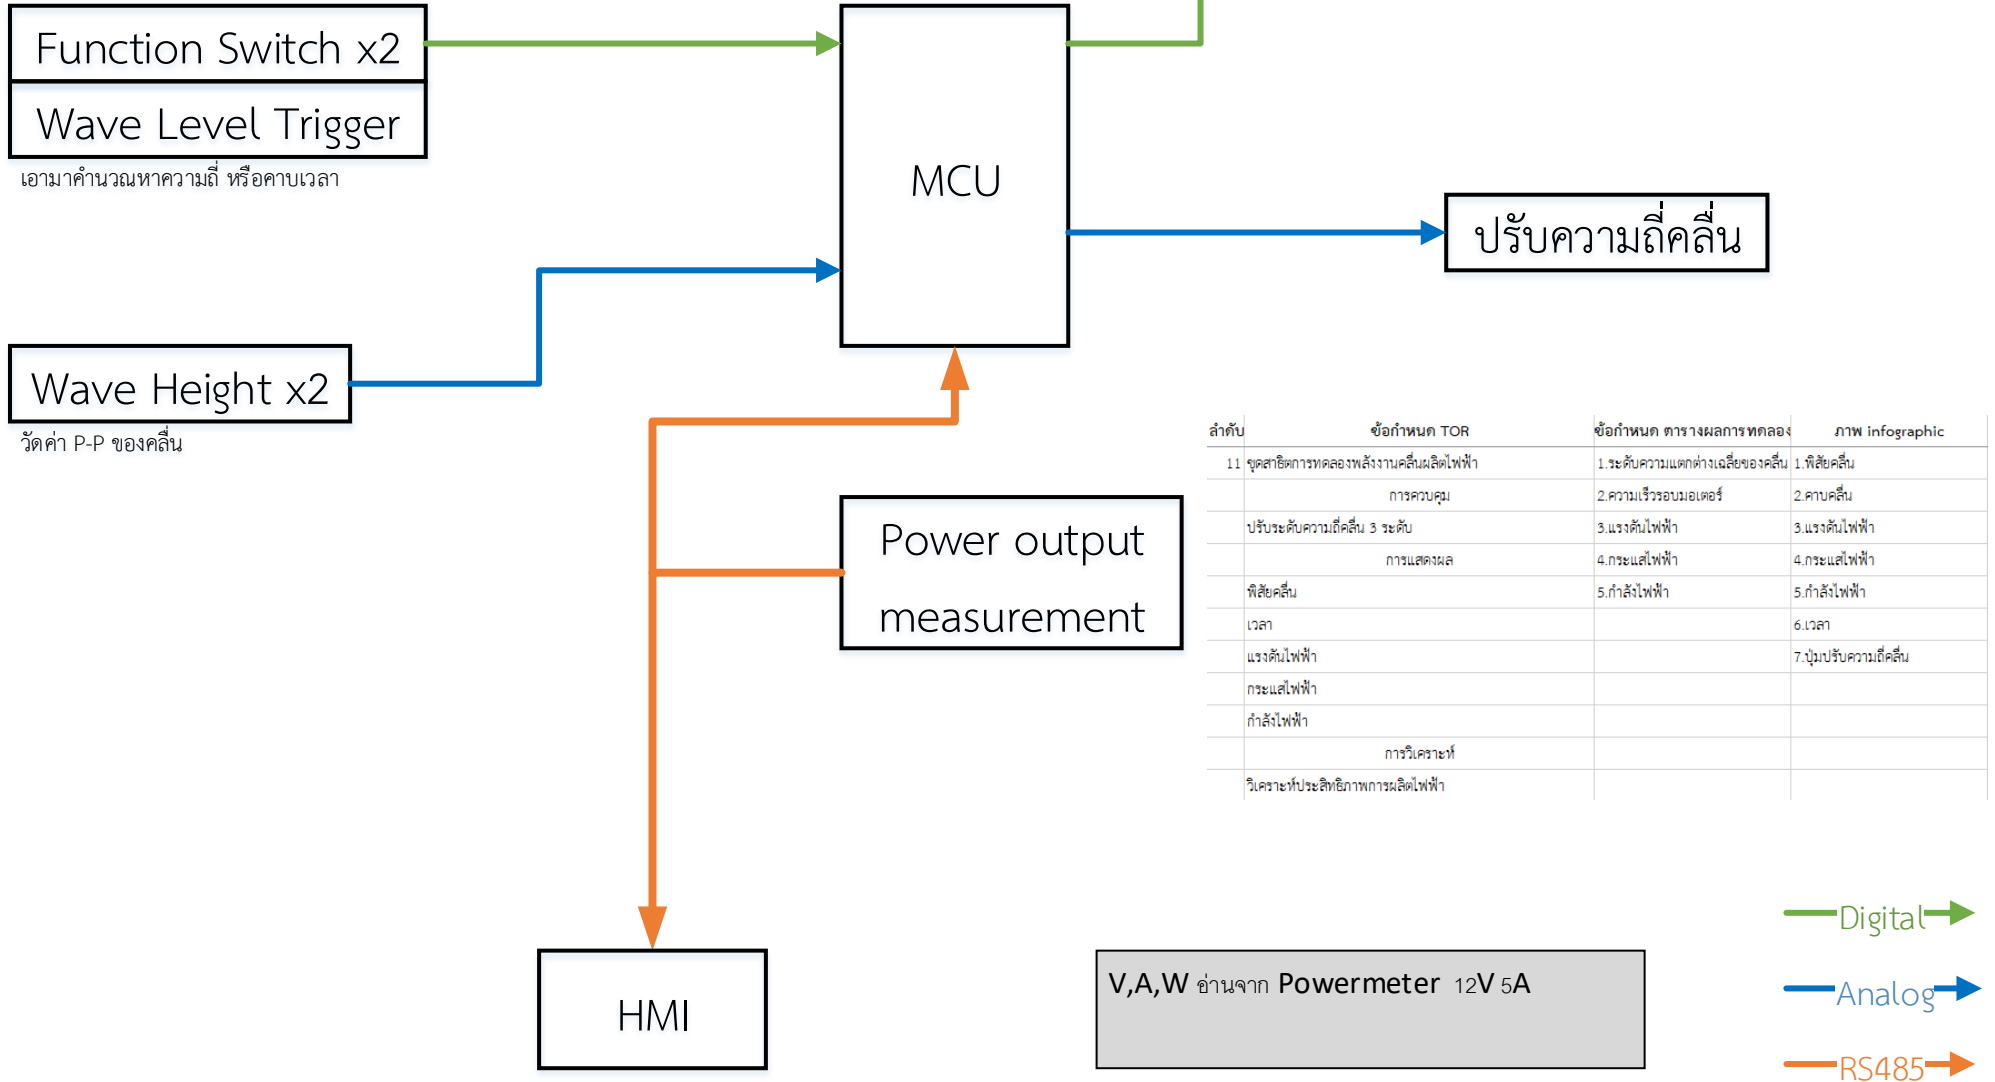 Function Switch x2
Wave Level Trigger
เอามาคำนวณหาความถี่ หรือคาบเวลา
MCU
ปรับความถี่คลื่น
Wave Height x2
วัดค่า P-P ของคลื่น
Power output
measurement
ลำดับ ข้อกำหนด TOR ข้อกำหนด ตารางผลการทดลอง ภาพ infographic
11 ชุดสาธิตการทดลองพลังงานคลื่นผลิตไฟฟ้า 1.ระดับความแตกต่างเฉลี่ยของคลื่น 1.พิสัยคลื่น
การควบคุม 2.ความเร็วรอบมอเตอร์ 2.คาบคลื่น
ปรับระดับความถี่คลื่น 3 ระดับ 3.แรงดันไฟฟ้า 3.แรงดันไฟฟ้า
การแสดงผล 4.กระแสไฟฟ้า 4.กระแสไฟฟ้า
พิสัยคลื่น 5.กำลังไฟฟ้า 5.กำลังไฟฟ้า
เวลา 6.เวลา
แรงดันไฟฟ้า 7.ปุ่มปรับความถี่คลื่น
กระแสไฟฟ้า
กำลังไฟฟ้า
การวิเคราะห์
วิเคราะห์ประสิทธิภาพการผลิตไฟฟ้า
HMI
V,A,W อ่านจาก Powermeter 12V 5A
Digital
Analog
RS485